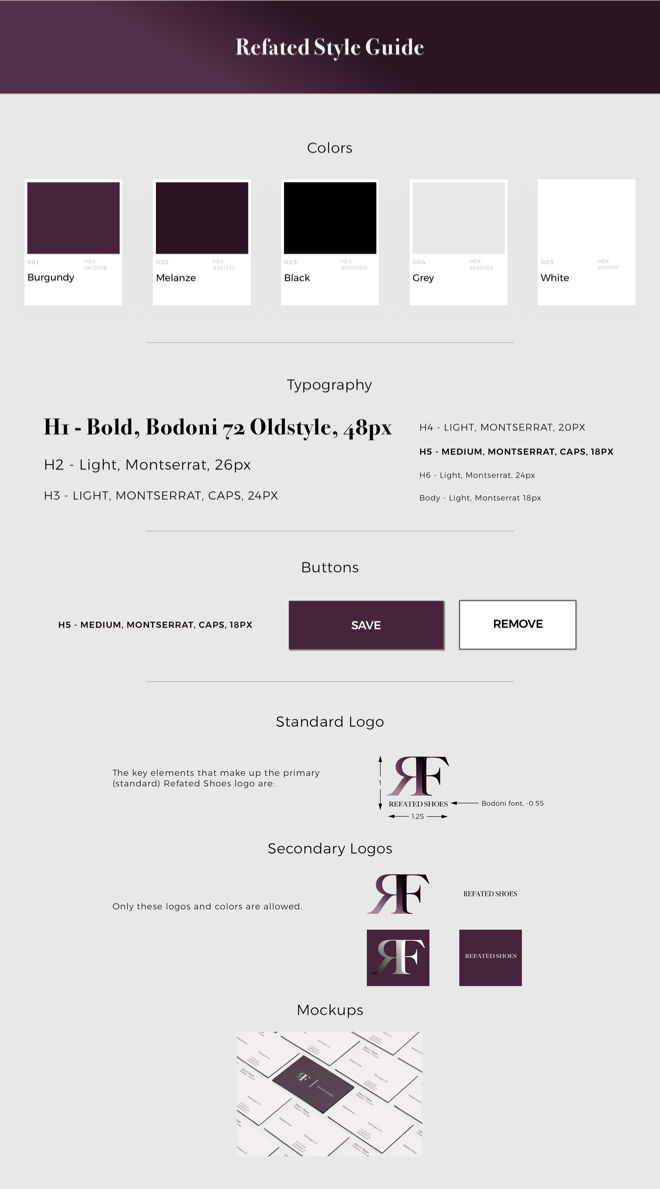 Refated Style Guide
Colors
001 HEX:
#472438
Burgundy
002 HEX:
Melanze
003 HEX:
#000000
Black
004 HEX:
#E8E8E8
Grey
005 HEX:
#FFFFFF
White
Typography
H1 - Bold, Bodoni 72 Oldstyle, 48px
H2 - Light, Montserrat, 26px
H3 - LIGHT, MONTSERRAT, CAPS, 24PX
H4 - LIGHT, MONTSERRAT, 20PX
H5 - MEDIUM, MONTSERRAT, CAPS, 18PX
H6 - Light, Montserrat, 24px
Body - Light, Montserrat 18px
Buttons
H5 - MEDIUM, MONTSERRAT, CAPS, 18PX
SAVE
REMOVE
Standard Logo
The key elements that make up the primary
(standard) Refated Shoes logo are:
RF
1
REFATED SHOES
Bodoni font, -0.55
1.25
Secondary Logos
Only these logos and colors are allowed.
RF
REFATED SHOES
RF
REFATED SHOES
Mockups
RF